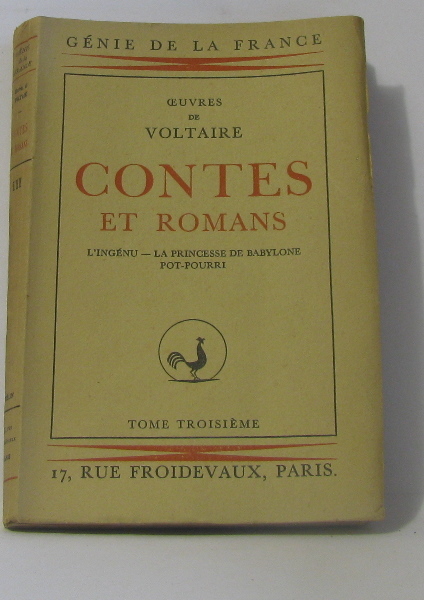 GÉNIE DE LA FRANCE
ŒUVRES
DE
VOLTAIRE
CONTES
ET ROMANS
L'INGÉNU — LA PRINCESSE DE BABYLONE
POT-POURRI
TOME TROISIÈME
17, RUE FROIDEVAUX, PARIS.
III